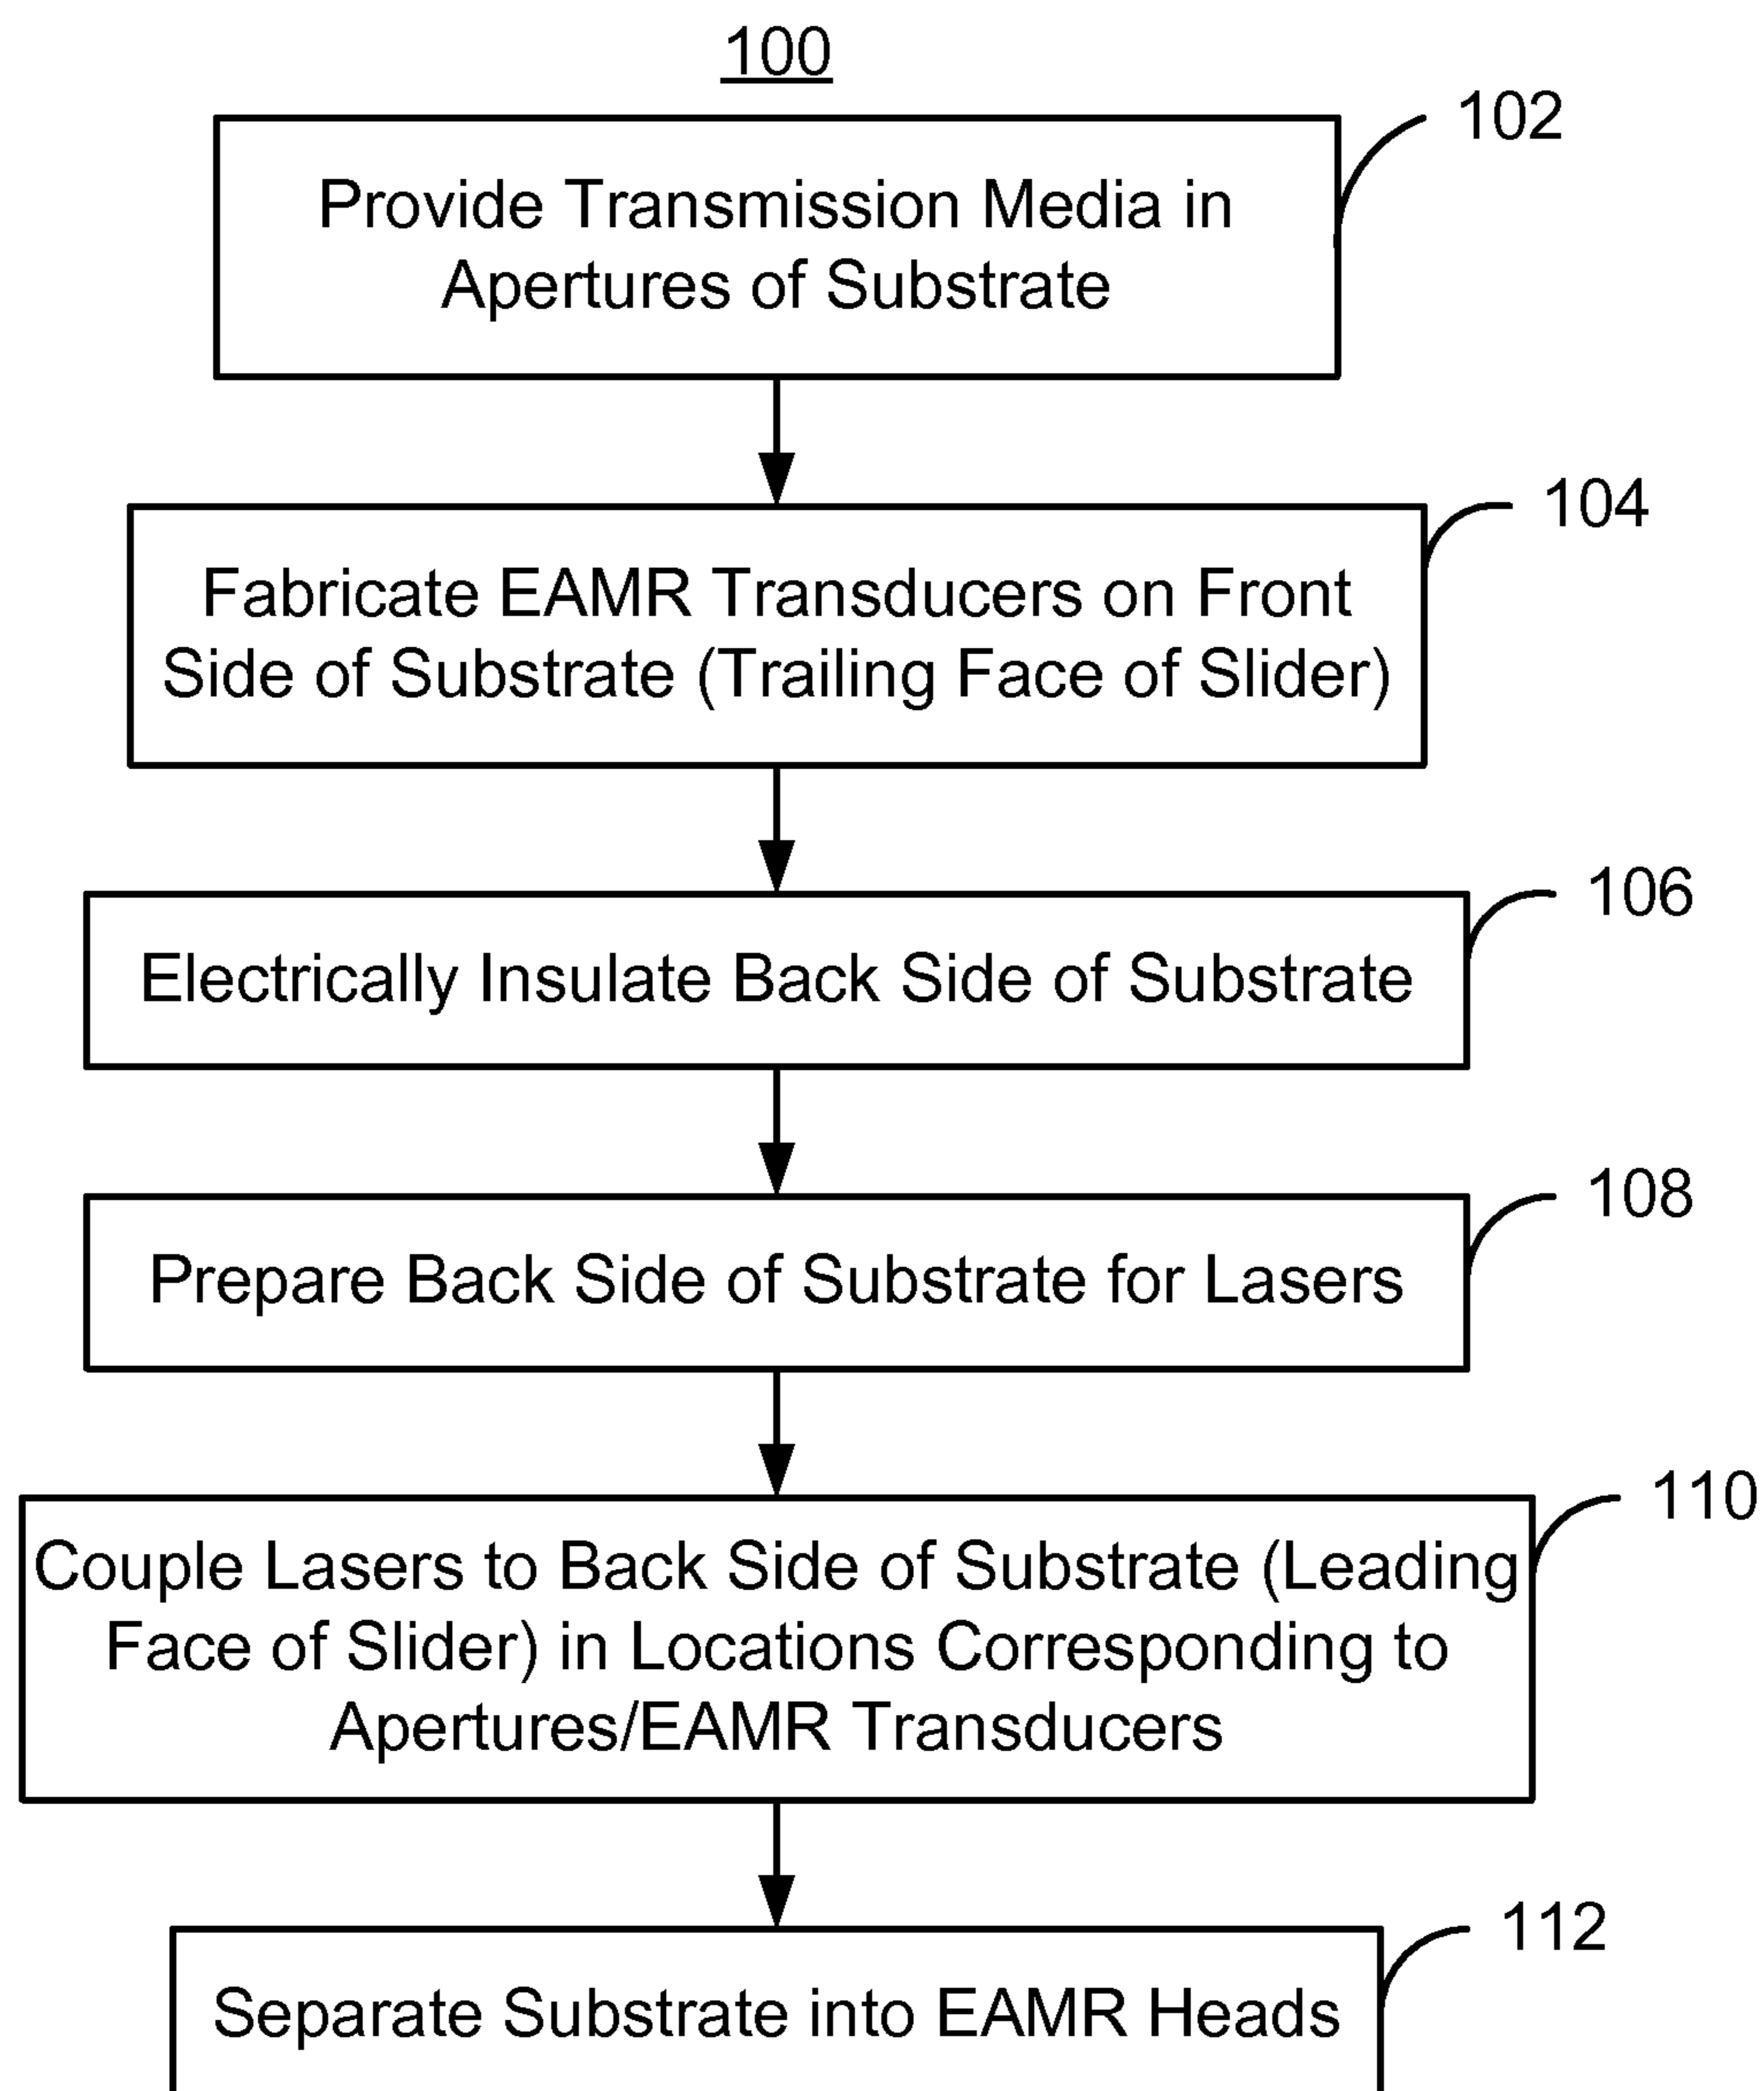 100
102
Provide Transmission Media in
Apertures of Substrate
104
Fabricate EAMR Transducers on Front
Side of Substrate (Trailing Face of Slider)
106
Electrically Insulate Back Side of Substrate
108
Prepare Back Side of Substrate for Lasers
110
Couple Lasers to Back Side of Substrate (Leading
Face of Slider) in Locations Corresponding to
Apertures/EAMR Transducers
112
Separate Substrate into EAMR Heads